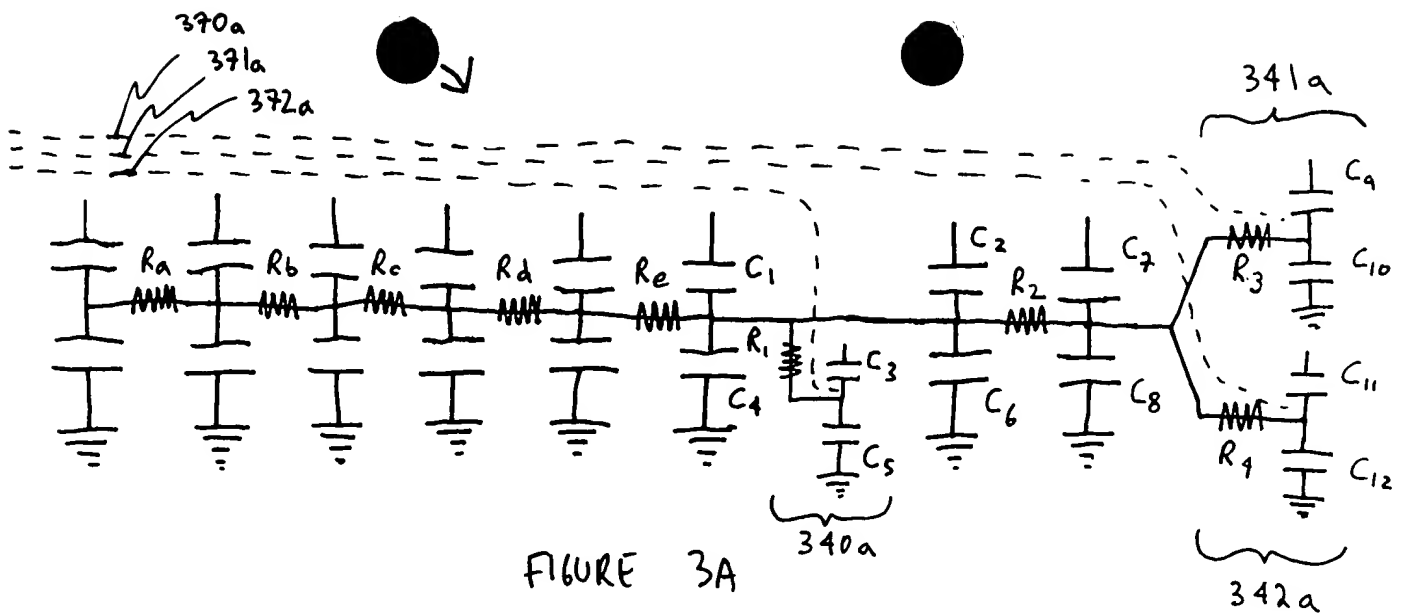 370a
371a
372a
341a
C9
C10
R3
Ra
Rb
Rc
Rd
Re
C1
C2
R2
C7
R1
C3
C4
C5
C6
C8
C11
R4
C12
340a
342a
FIGURE 3A